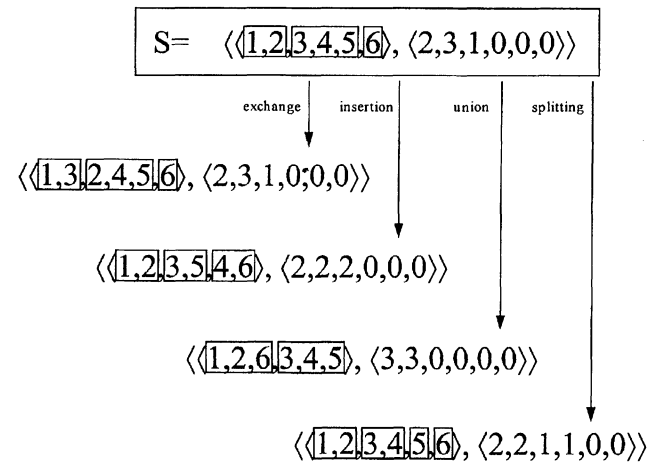 S= ⟨⟨1,2,3,4,5,6⟩, ⟨2,3,1,0,0,0⟩⟩
exchange insertion union splitting
⟨⟨1,3,2,4,5,6⟩, ⟨2,3,1,0;0,0⟩⟩
⟨⟨1,2,3,5,4,6⟩, ⟨2,2,2,0,0,0⟩⟩
⟨⟨1,2,6,3,4,5⟩, ⟨3,3,0,0,0,0⟩⟩
⟨⟨1,2,3,4,5,6⟩, ⟨2,2,1,1,0,0⟩⟩